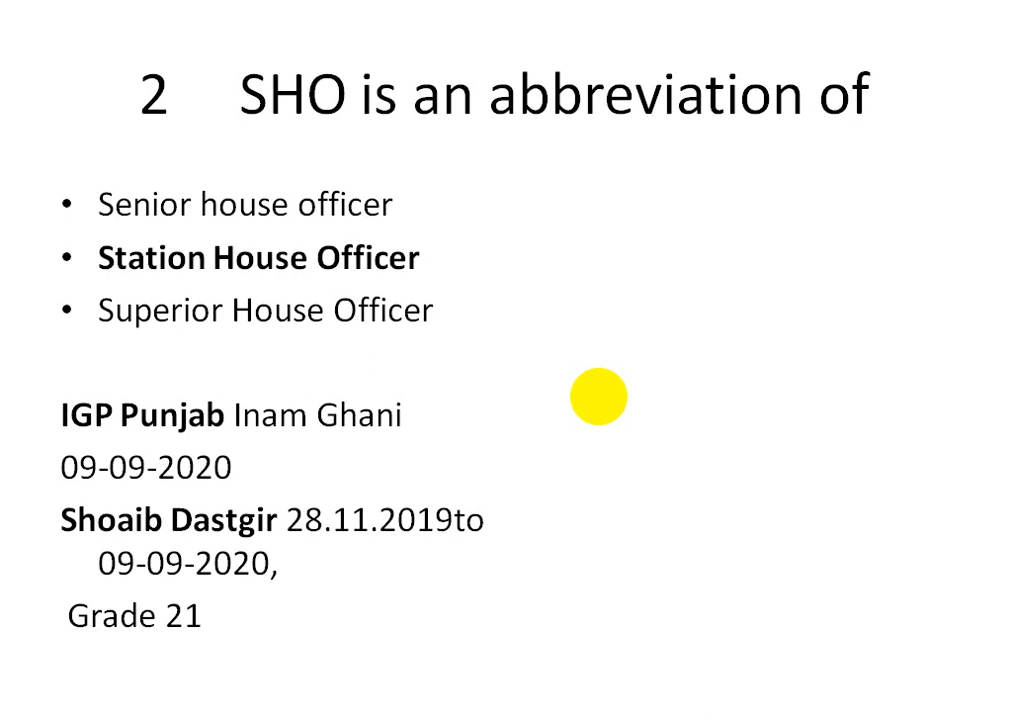 2 SHO is an abbreviation of
• Senior house officer
• Station House Officer
• Superior House Officer
IGP Punjab Inam Ghani
09-09-2020
Shoaib Dastgir 28.11.2019to
09-09-2020,
Grade 21